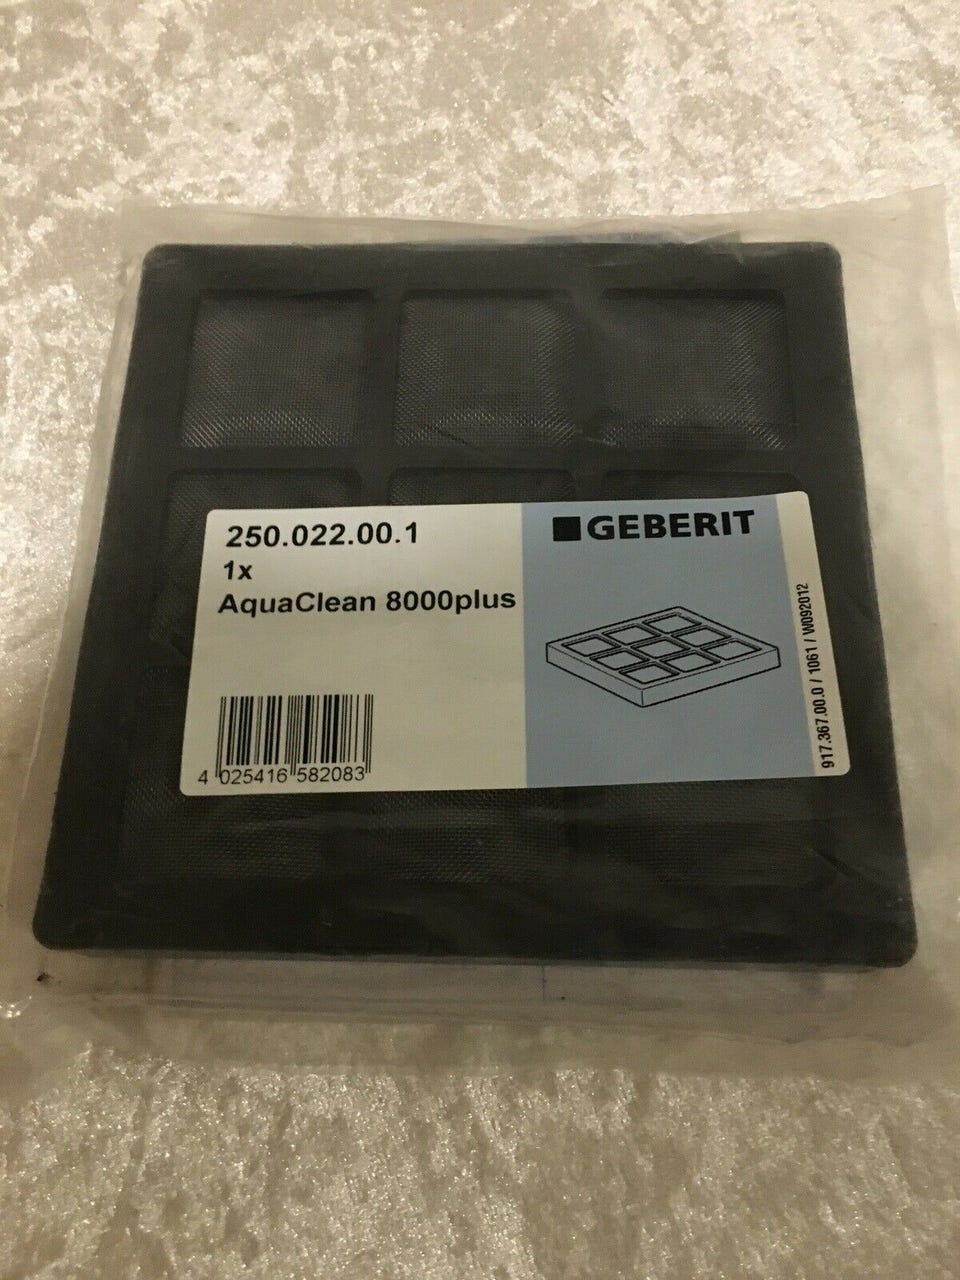 250.022.00.1
1x
AquaClean 8000plus
4 025416 582083
GEBERIT
917.367.00.0 / 1061 / W092012